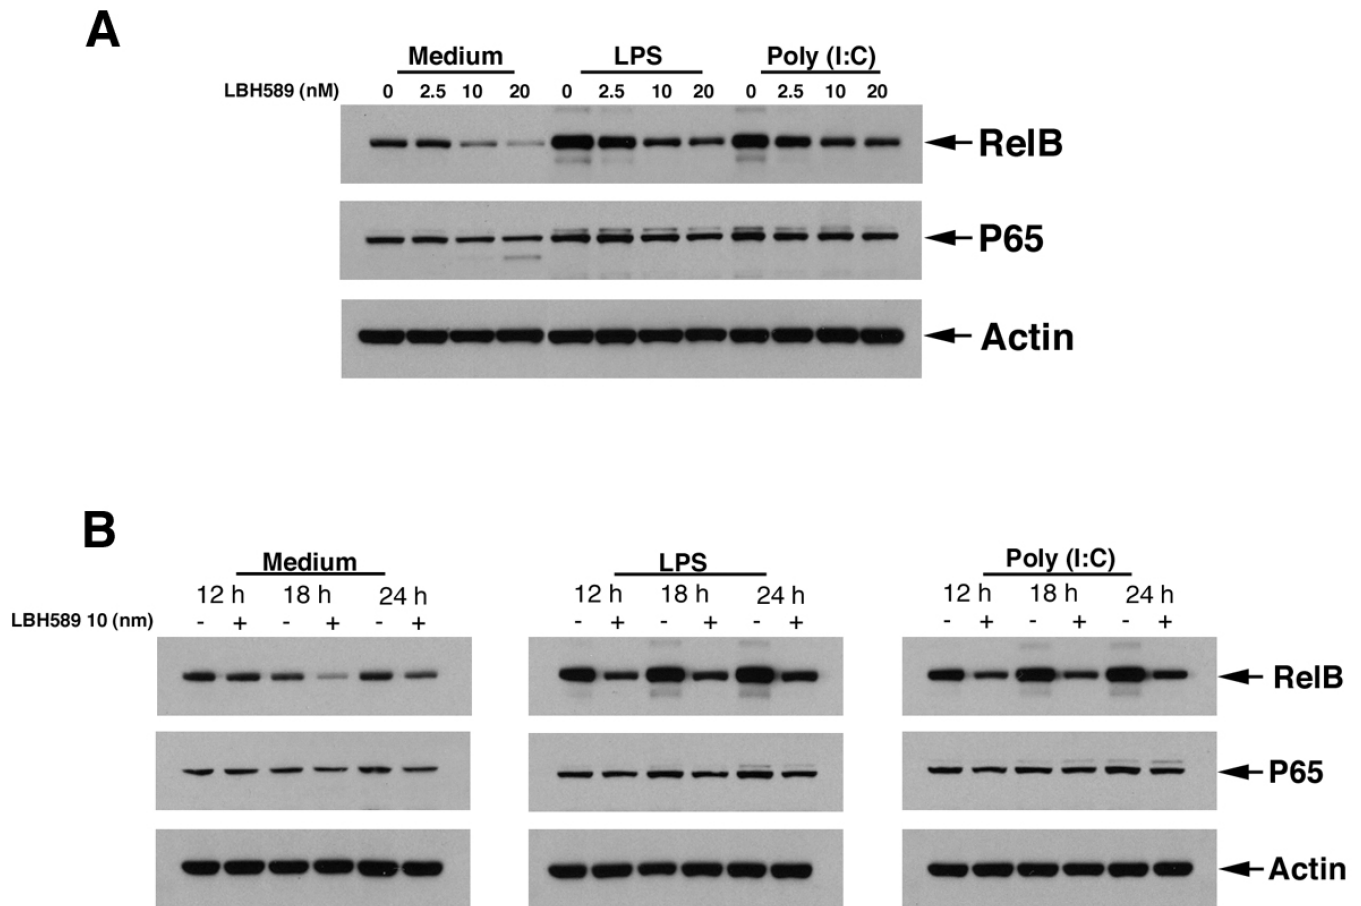 A
Medium LPS Poly (I:C)
LBH589 (nM) 0 2.5 10 20 0 2.5 10 20 0 2.5 10 20
RelB
P65
Actin
B
Medium LPS Poly (I:C)
12 h 18 h 24 h 12 h 18 h 24 h 12 h 18 h 24 h
LBH589 10 (nm) - + - + - + - + - + - + - + - + - +
RelB
P65
Actin